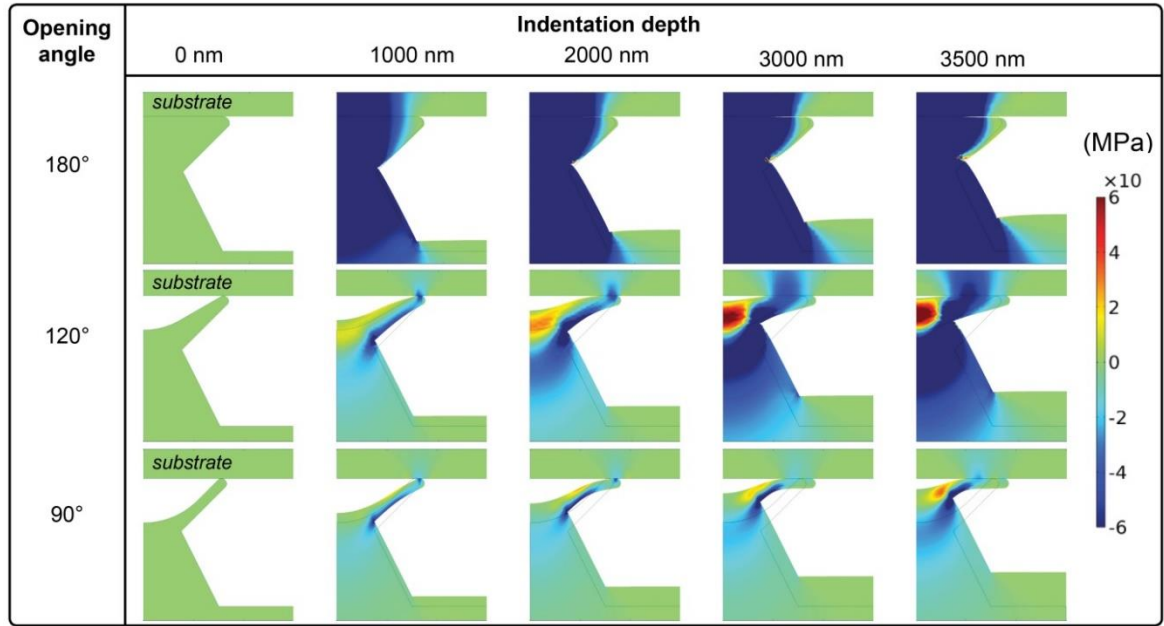 Opening
angle
Indentation depth
0 nm
1000 nm
2000 nm
3000 nm
3500 nm
substrate
180°
(MPa)
×10
6
4
2
0
-2
-4
-6
substrate
120°
substrate
90°